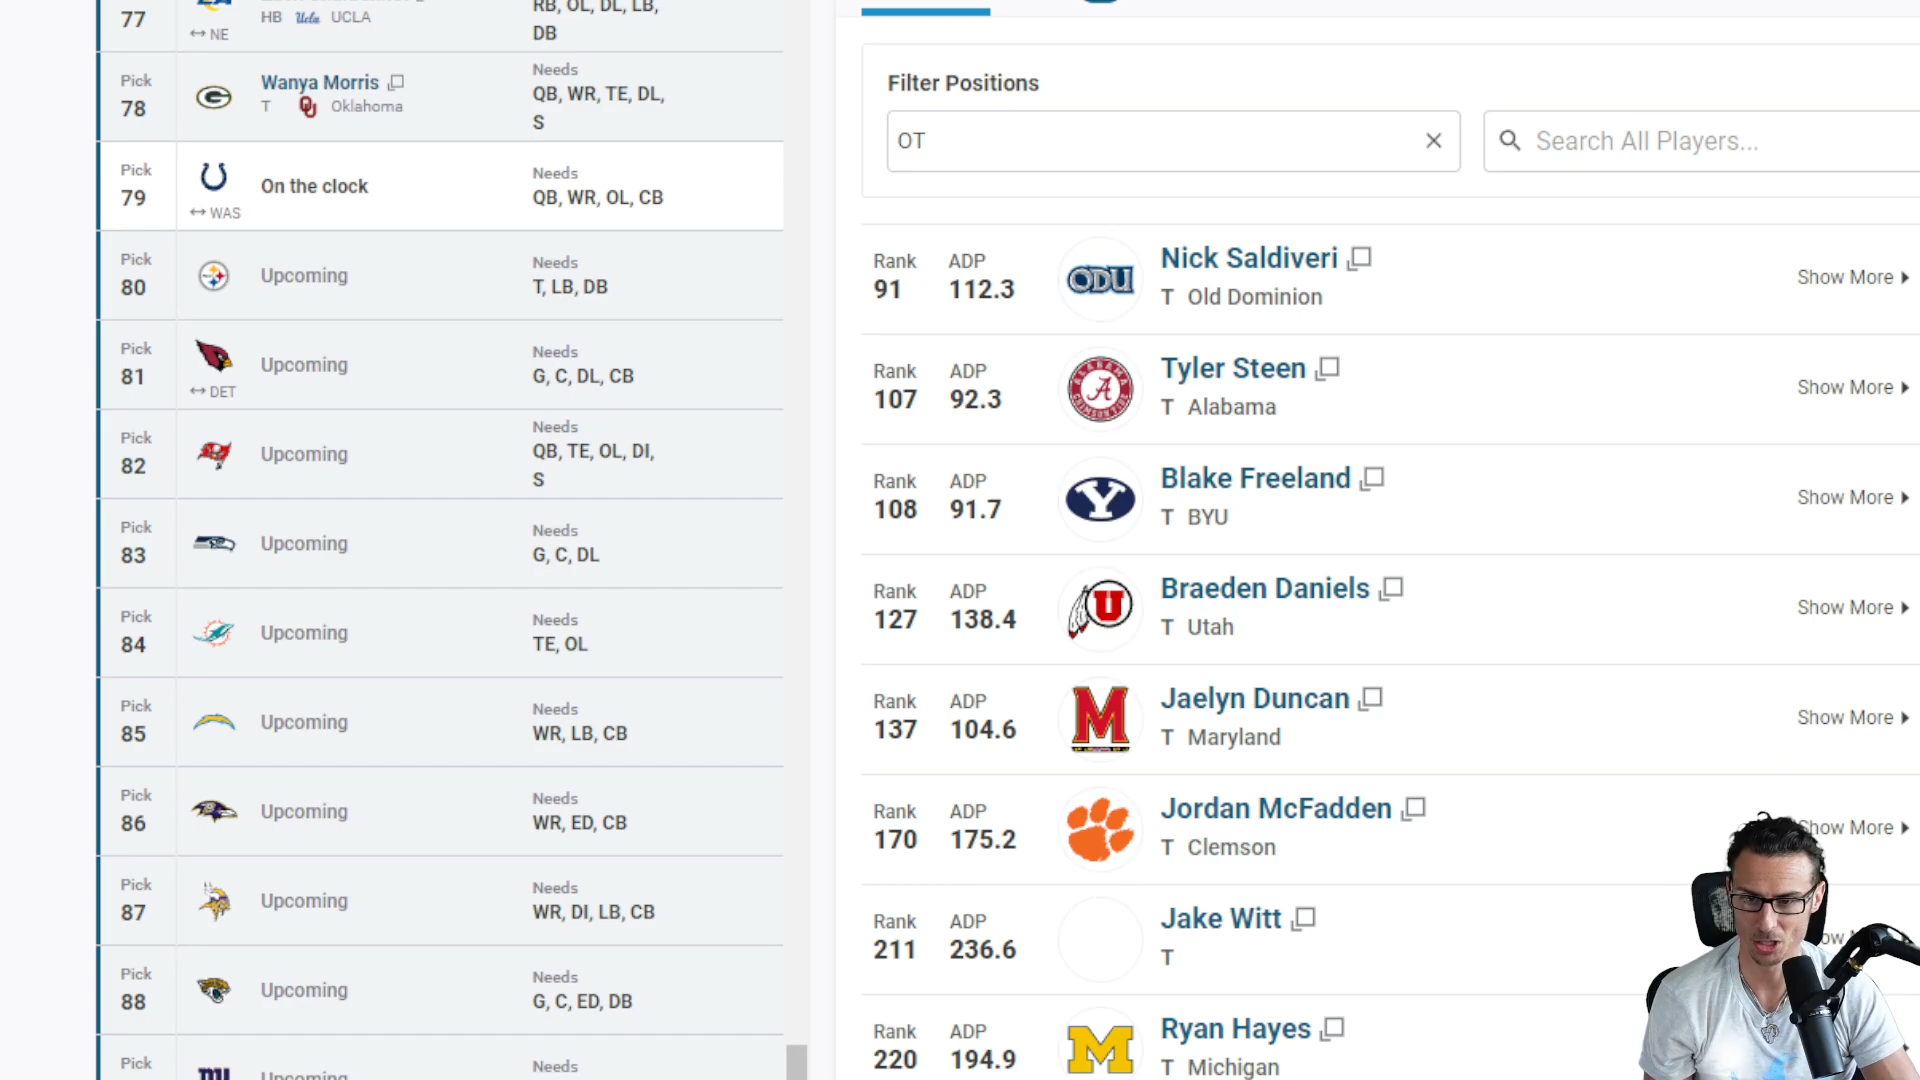 77
HB UCLA
NE
RB, OL, DL, LB,
DB
Pick
78
Wanya Morris
T Oklahoma
Needs
QB, WR, TE, DL,
S
Pick
79
WAS
On the clock
Needs
QB, WR, OL, CB
Pick
80
Upcoming
Needs
T, LB, DB
Pick
81
DET
Upcoming
Needs
G, C, DL, CB
Pick
82
Upcoming
Needs
QB, TE, OL, DI,
S
Pick
83
Upcoming
Needs
G, C, DL
Pick
84
Upcoming
Needs
TE, OL
Pick
85
Upcoming
Needs
WR, LB, CB
Pick
86
Upcoming
Needs
WR, ED, CB
Pick
87
Upcoming
Needs
WR, DI, LB, CB
Pick
88
Upcoming
Needs
G, C, ED, DB
Pick
Upcoming
Needs
Filter Positions
OT
Search All Players...
Rank ADP
91 112.3
ODU
Nick Saldiveri
T Old Dominion
Show More
Rank ADP
107 92.3
Tyler Steen
T Alabama
Show More
Rank ADP
108 91.7
Blake Freeland
T BYU
Show More
Rank ADP
127 138.4
Braeden Daniels
T Utah
Show More
Rank ADP
137 104.6
Jaelyn Duncan
T Maryland
Show More
Rank ADP
170 175.2
Jordan McFadden
T Clemson
Show More
Rank ADP
211 236.6
Jake Witt
T
Rank ADP
220 194.9
Ryan Hayes
T Michigan